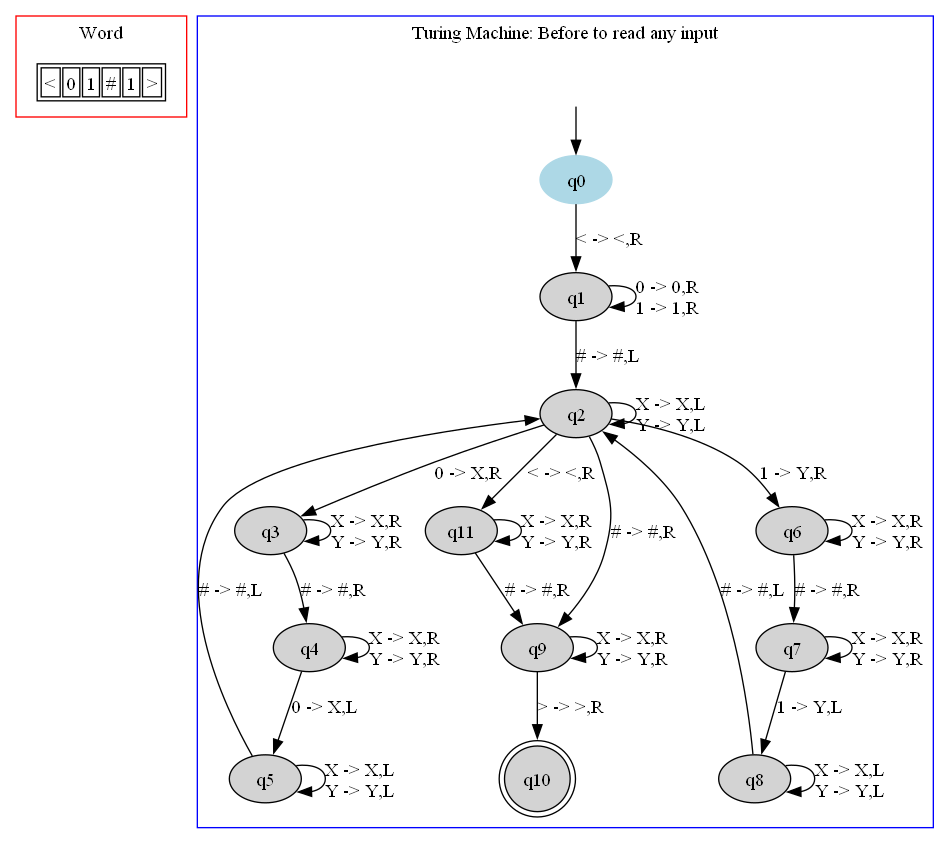 Word
< 0 1 # 1 >
Turing Machine: Before to read any input
q0
< -> <,R
q1
0 -> 0,R
1 -> 1,R
# -> #,L
q2
X -> X,L
Y -> Y,L
0 -> X,R
< -> <,R
1 -> Y,R
# -> #,R
q3
X -> X,R
Y -> Y,R
q11
X -> X,R
Y -> Y,R
q6
X -> X,R
Y -> Y,R
# -> #,L
# -> #,R
# -> #,R
# -> #,L
# -> #,R
q4
X -> X,R
Y -> Y,R
q9
X -> X,R
Y -> Y,R
q7
X -> X,R
Y -> Y,R
0 -> X,L
> -> >,R
1 -> Y,L
q5
X -> X,L
Y -> Y,L
q10
q8
X -> X,L
Y -> Y,L